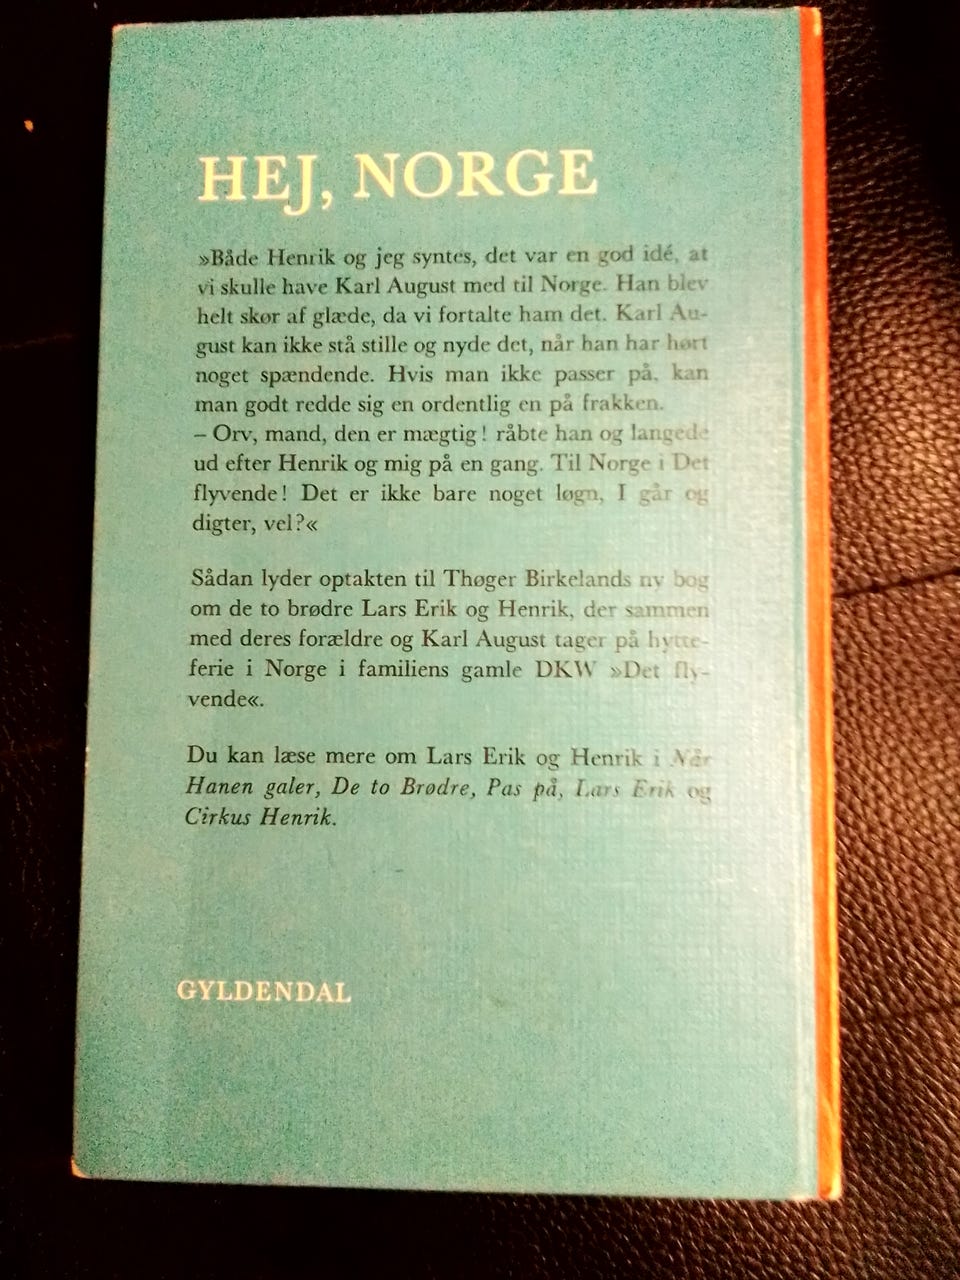 HEJ, NORGE
»Både Henrik og jeg syntes, det var en god idé, at
vi skulle have Karl August med til Norge. Han blev
helt skør af glæde, da vi fortalte ham det. Karl Au-
gust kan ikke stå stille og nyde det, når han har hørt
noget spændende. Hvis man ikke passer på, kan
man godt redde sig en ordentlig en på frakken.
– Orv, mand, den er mægtig! råbte han og langede
ud efter Henrik og mig på en gang. Til Norge i Det
flyvende! Det er ikke bare noget løgn, I går og
digter, vel?«
Sådan lyder optakten til Thøger Birkelands ny bog
om de to brødre Lars Erik og Henrik, der sammen
med deres forældre og Karl August tager på hytte-
ferie i Norge i familiens gamle DKW »Det fly-
vende«.
Du kan læse mere om Lars Erik og Henrik i Når
Hanen galer, De to Brødre, Pas på, Lars Erik og
Cirkus Henrik.
GYLDENDAL